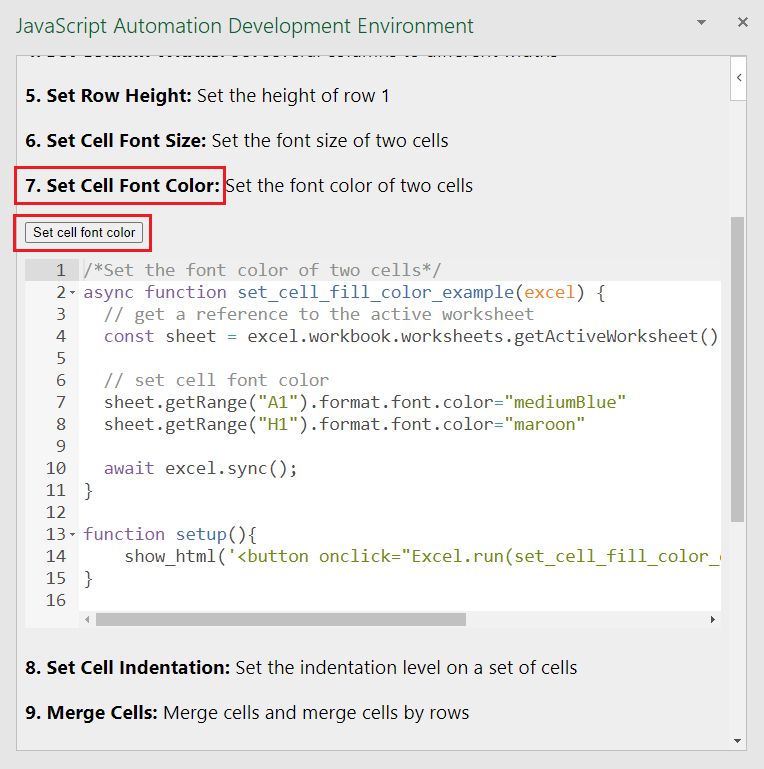 JavaScript Automation Development Environment
5. Set Row Height: Set the height of row 1
6. Set Cell Font Size: Set the font size of two cells
7. Set Cell Font Color: Set the font color of two cells
Set cell font color
1 /*Set the font color of two cells*/
2 async function set_cell_fill_color_example(excel) {
3 // get a reference to the active worksheet
4 const sheet = excel.workbook.worksheets.getActiveWorksheet()
5
6 // set cell font color
7 sheet.getRange("A1").format.font.color="mediumBlue"
8 sheet.getRange("H1").format.font.color="maroon"
9
10 await excel.sync();
11 }
12
13 function setup(){
14 show_html('<button onclick="Excel.run(set_cell_fill_color_
15 }
16
8. Set Cell Indentation: Set the indentation level on a set of cells
9. Merge Cells: Merge cells and merge cells by rows